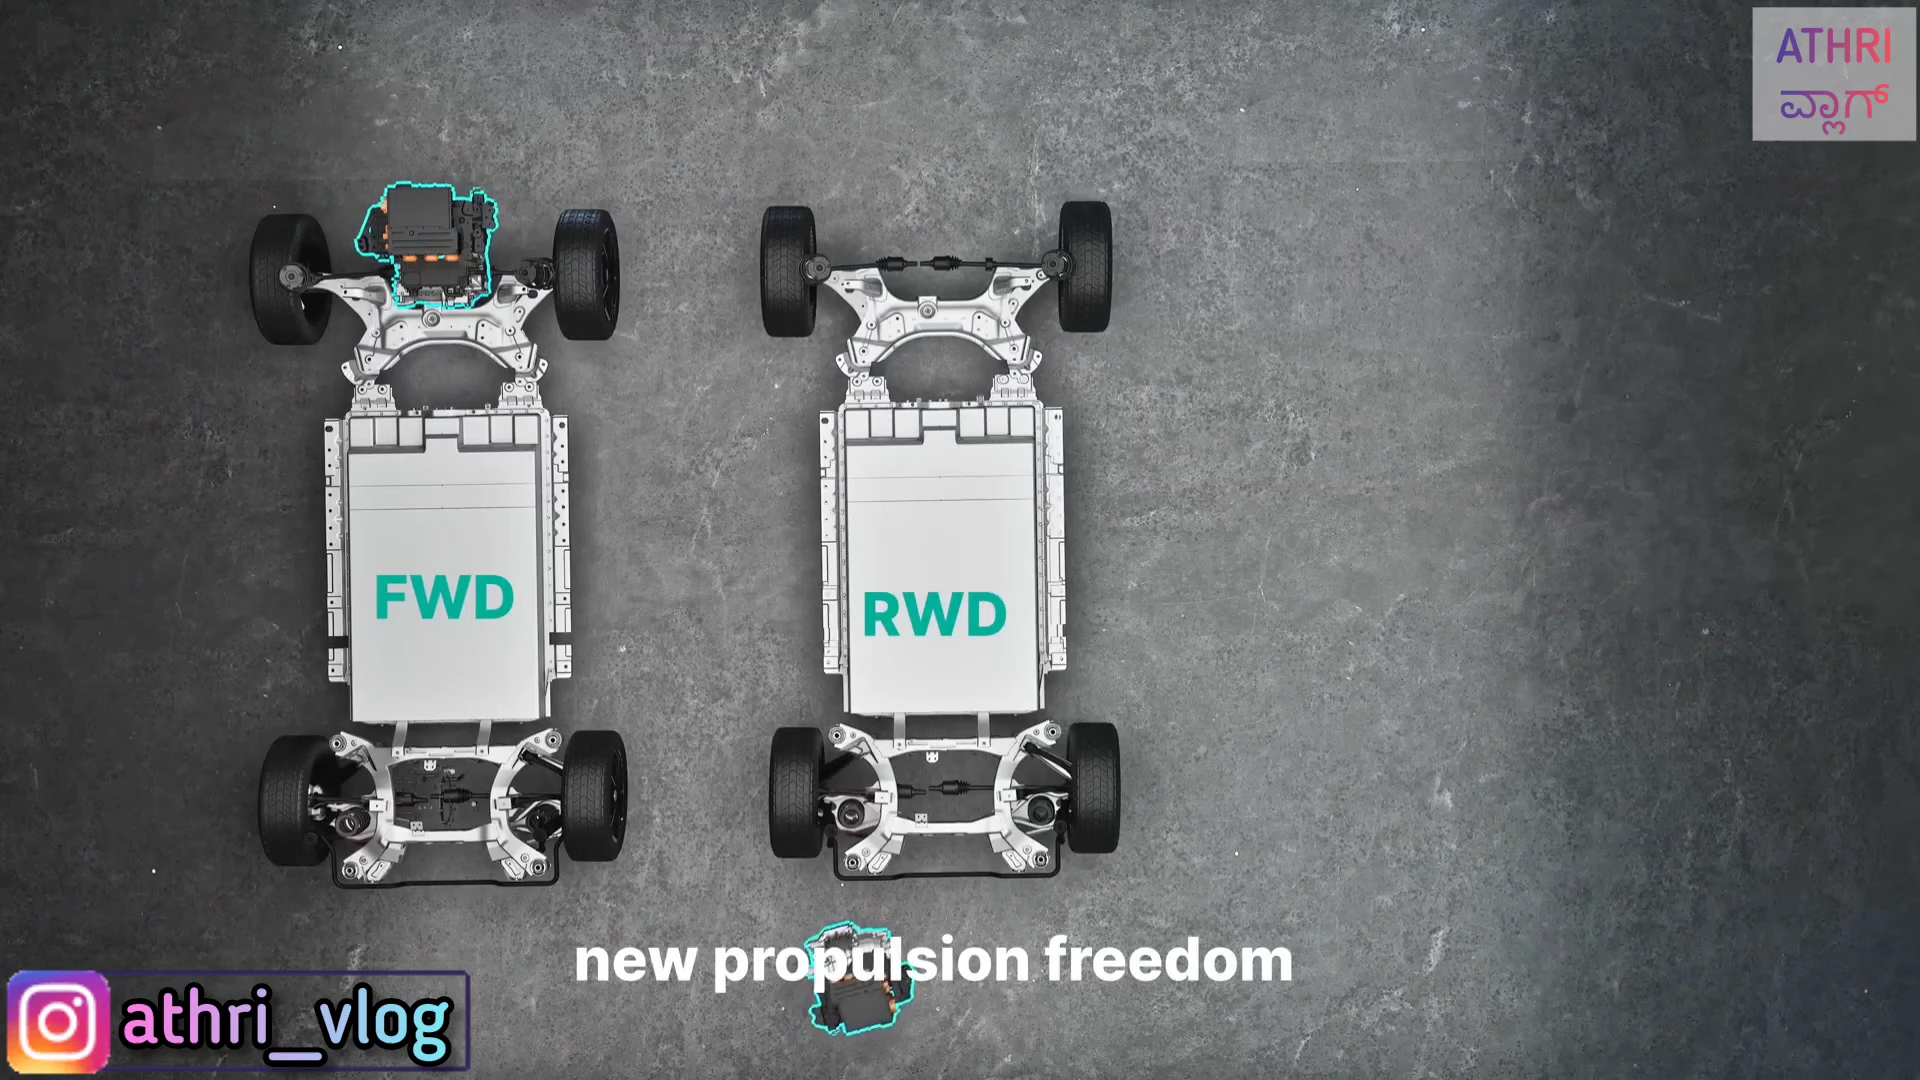 ATHRI
ವ್ಲಾಗ್
FWD
RWD
new propulsion freedom
athri_vlog